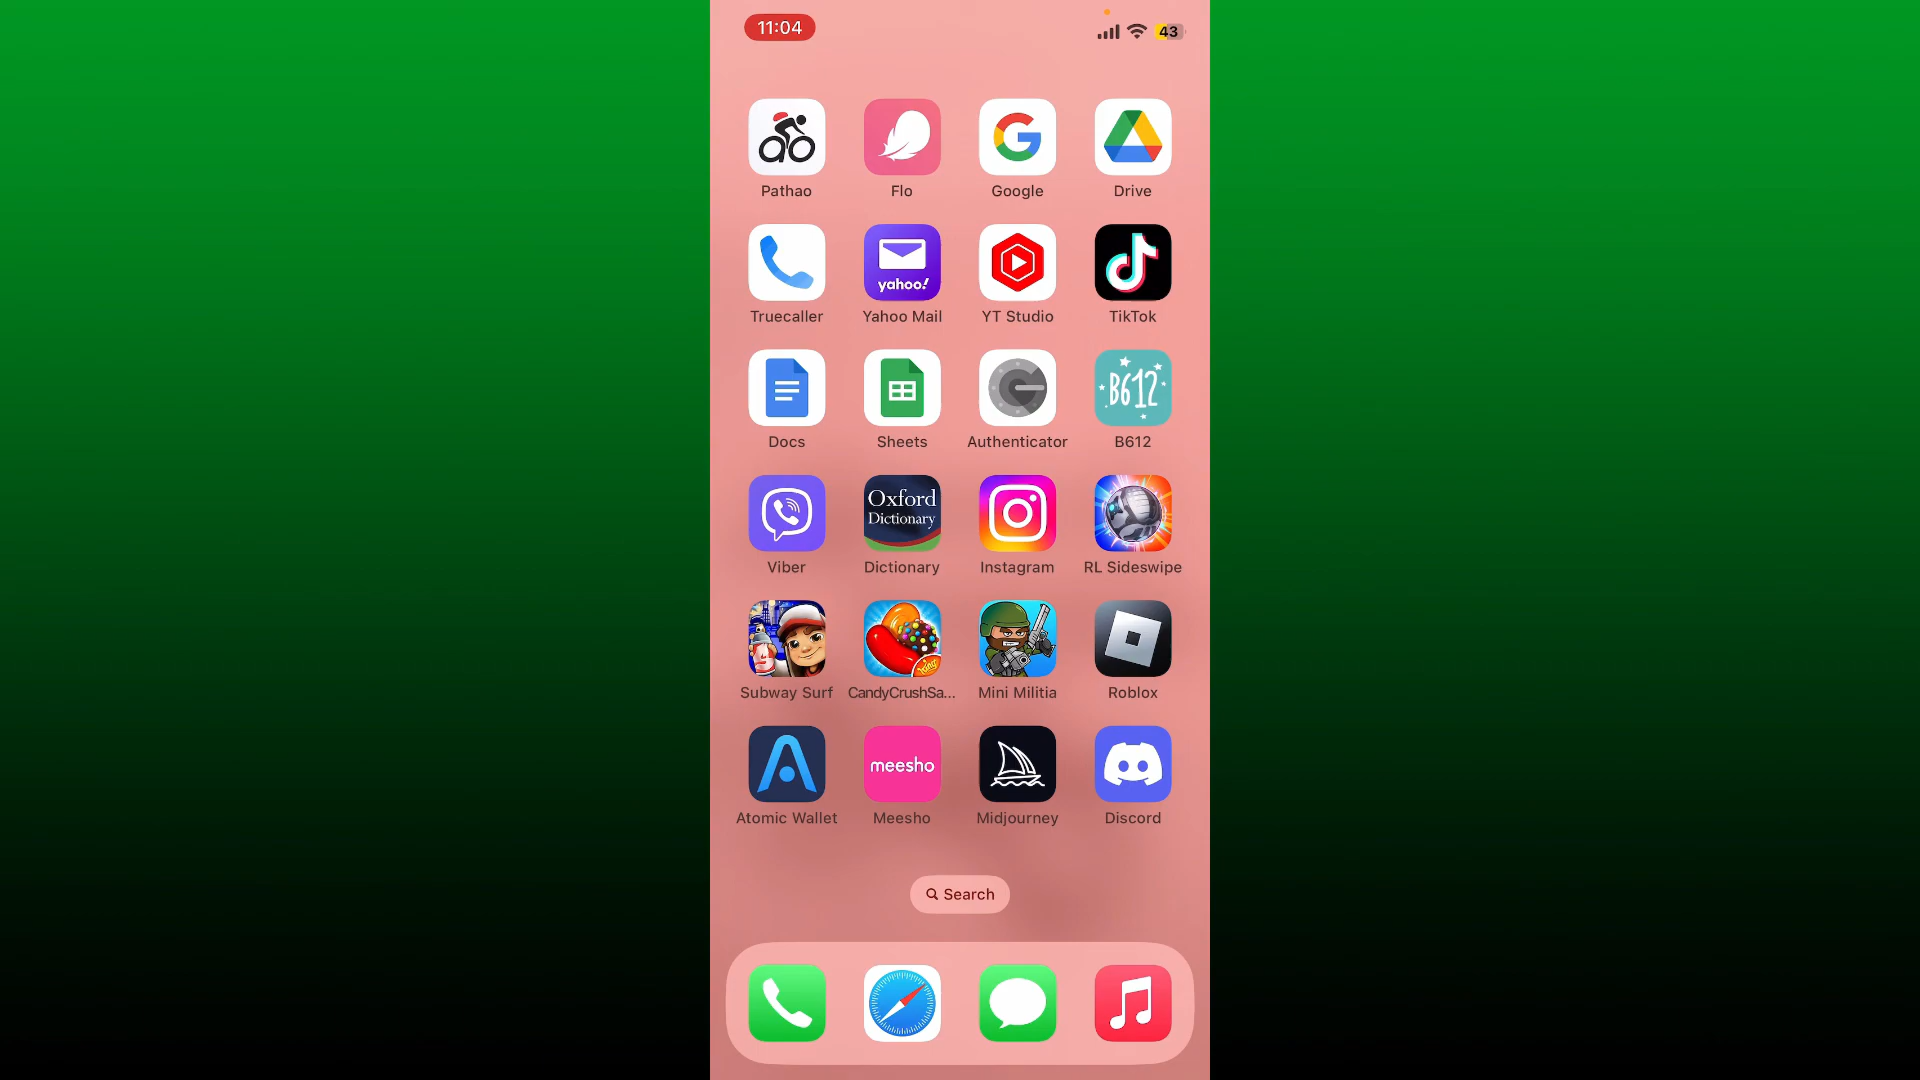 11:04
43
Pathao Flo Google Drive
yahoo!
Truecaller Yahoo Mail YT Studio TikTok
B612
Docs Sheets Authenticator B612
Oxford
Dictionary
Viber Dictionary Instagram RL Sideswipe
king
Subway Surf CandyCrushSa... Mini Militia Roblox
meesho
Atomic Wallet Meesho Midjourney Discord
Search